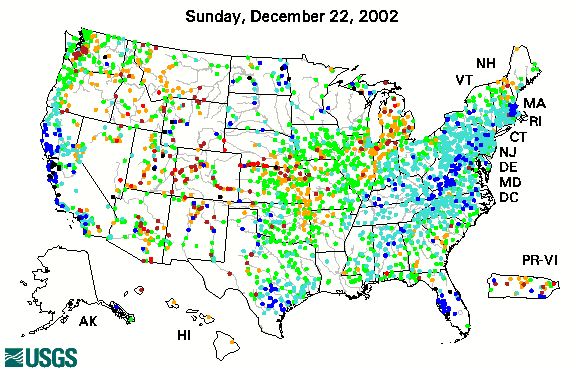 Sunday, December 22, 2002
NH
VT
MA
RI
CT
NJ
DE
MD
DC
PR-VI
AK
HI
USGS